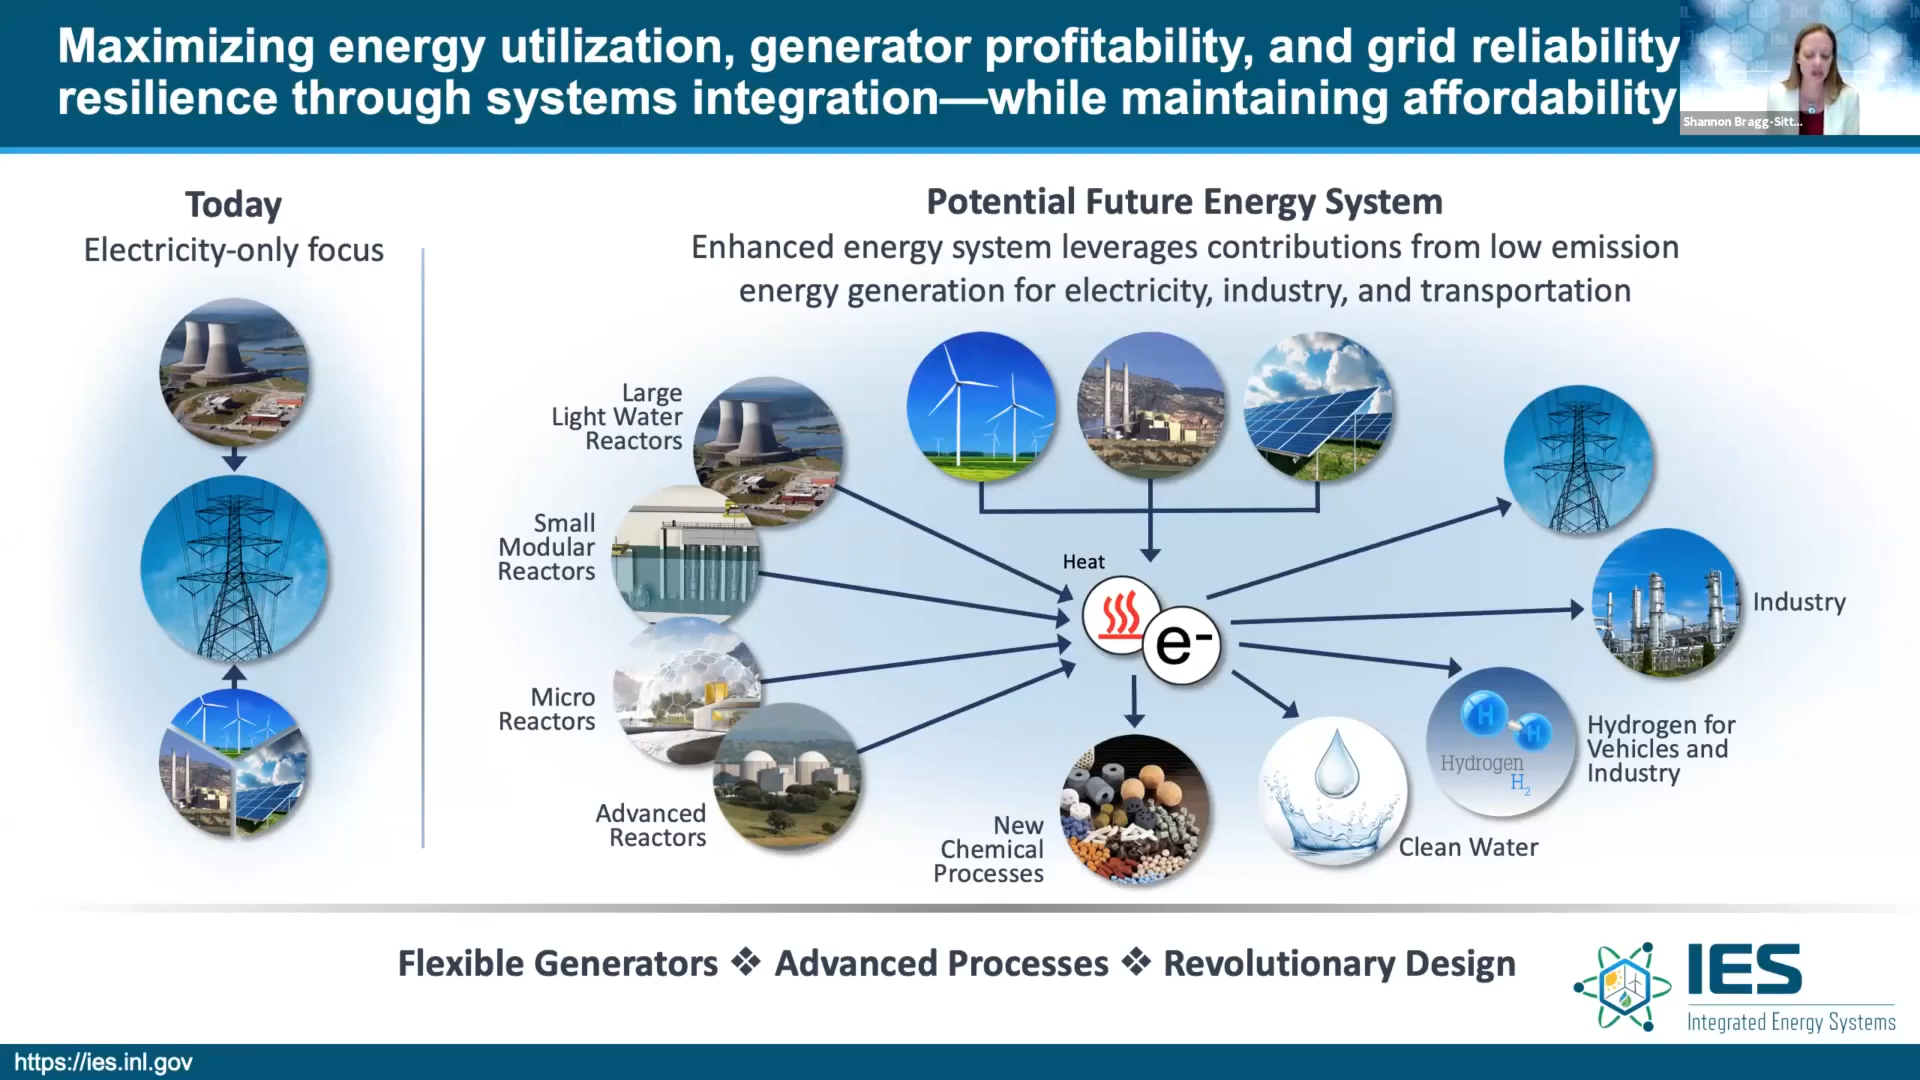 Maximizing energy utilization, generator profitability, and grid reliability
resilience through systems integration—while maintaining affordability
Shannon Bragg-Sitt...
Today
Electricity-only focus
Potential Future Energy System
Enhanced energy system leverages contributions from low emission
energy generation for electricity, industry, and transportation
Large
Light Water
Reactors
Small
Modular
Reactors
Micro
Reactors
Advanced
Reactors
Heat
e-
New
Chemical
Processes
Clean Water
H H
Hydrogen
H2
Hydrogen for
Vehicles and
Industry
Industry
Flexible Generators ❖ Advanced Processes ❖ Revolutionary Design
IES
Integrated Energy Systems
https://ies.inl.gov